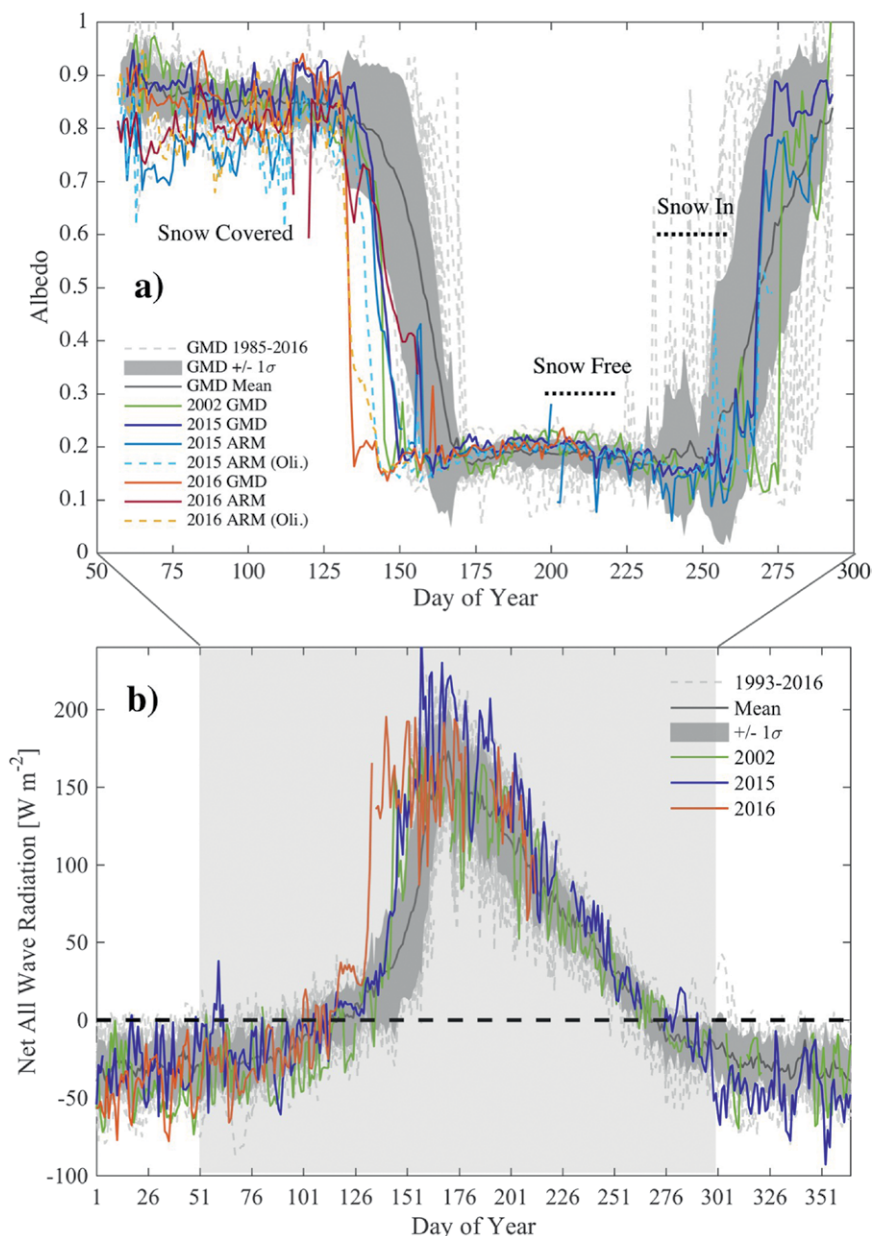 1
0.9
0.8
0.7
0.6
0.5
0.4
0.3
0.2
0.1
0
Albedo
Snow Covered
a)
Snow In
Snow Free
GMD 1985-2016
GMD +/- 1σ
GMD Mean
2002 GMD
2015 GMD
2015 ARM
2015 ARM (Oli.)
2016 GMD
2016 ARM
2016 ARM (Oli.)
50 75 100 125 150 175 200 225 250 275 300
Day of Year
b)
200
150
100
50
0
-50
-100
Net All Wave Radiation [W m⁻²]
1993-2016
Mean
+/- 1σ
2002
2015
2016
1 26 51 76 101 126 151 176 201 226 251 276 301 326 351
Day of Year